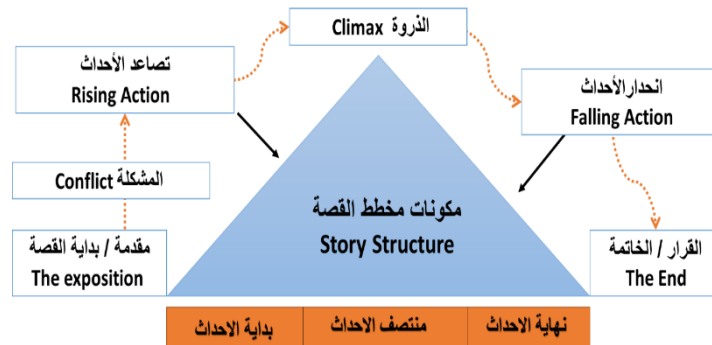 الذروة Climax
تصاعد الأحداث
Rising Action
انحدارالأحداث
Falling Action
المشكلة Conflict
مكونات مخطط القصة
Story Structure
مقدمة / بداية القصة
The exposition
القرار / الخاتمة
The End
بداية الاحداث
منتصف الاحداث
نهاية الاحداث